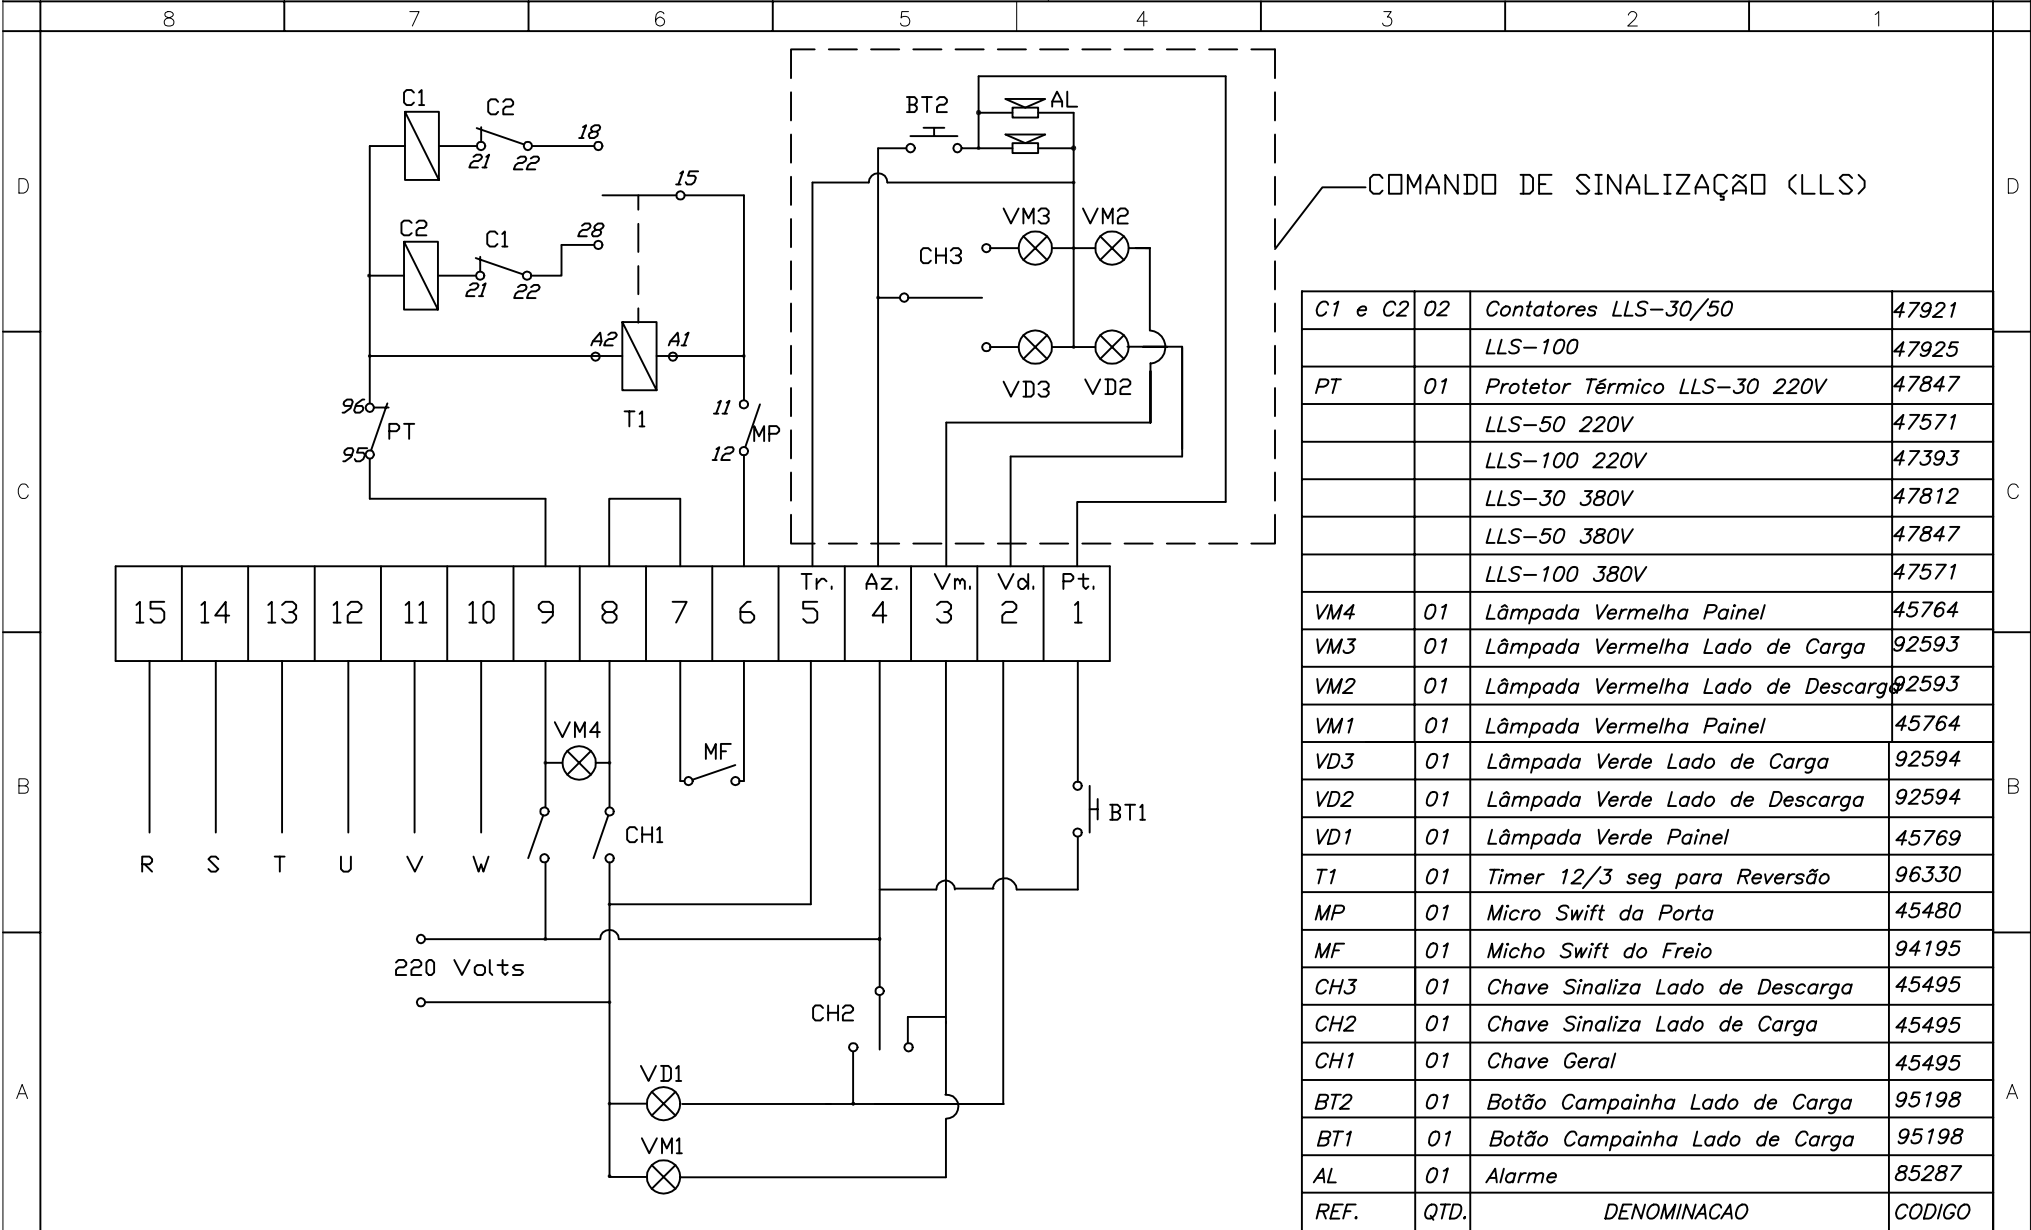 8 7 6 5 4 3 2 1
C1
C2
18
21 22
15
C2
C1
28
21 22
A2 A1
T1
96
PT
95
11
MP
12
BT2
AL
VM3 VM2
CH3
VD3 VD2
COMANDO DE SINALIZAÇÃO (LLS)
D
D
C
C
B
B
A
A
Tr. Az. Vm. Vd. Pt.
15 14 13 12 11 10 9 8 7 6 5 4 3 2 1
VM4
MF
CH1
BT1
R S T U V W
220 Volts
CH2
VD1
VM1
C1 e C2 02 Contatores LLS-30/50 47921
LLS-100 47925
PT 01 Protetor Térmico LLS-30 220V 47847
LLS-50 220V 47571
LLS-100 220V 47393
LLS-30 380V 47812
LLS-50 380V 47847
LLS-100 380V 47571
VM4 01 Lâmpada Vermelha Painel 45764
VM3 01 Lâmpada Vermelha Lado de Carga 92593
VM2 01 Lâmpada Vermelha Lado de Descarga 92593
VM1 01 Lâmpada Vermelha Painel 45764
VD3 01 Lâmpada Verde Lado de Carga 92594
VD2 01 Lâmpada Verde Lado de Descarga 92594
VD1 01 Lâmpada Verde Painel 45769
T1 01 Timer 12/3 seg para Reversão 96330
MP 01 Micro Swift da Porta 45480
MF 01 Micho Swift do Freio 94195
CH3 01 Chave Sinaliza Lado de Descarga 45495
CH2 01 Chave Sinaliza Lado de Carga 45495
CH1 01 Chave Geral 45495
BT2 01 Botão Campainha Lado de Carga 95198
BT1 01 Botão Campainha Lado de Carga 95198
AL 01 Alarme 85287
REF. QTD. DENOMINACAO CODIGO